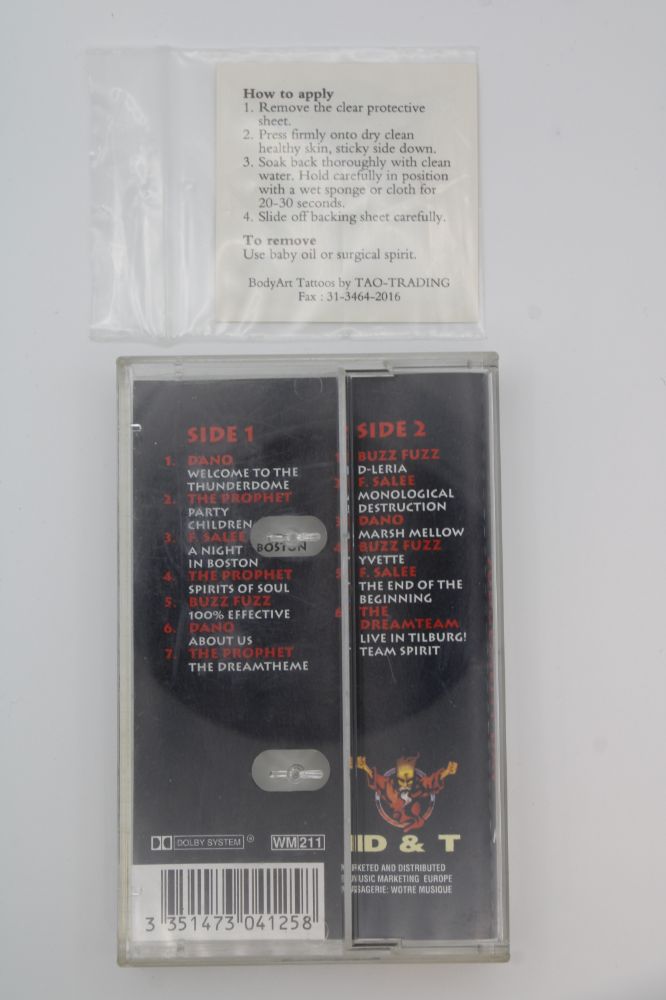 How to apply
1. Remove the clear protective
sheet.
2. Press firmly onto dry clean
healthy skin, sticky side down.
3. Soak back thoroughly with clean
water. Hold carefully in position
with a wet sponge or cloth for
20-30 seconds.
4. Slide off backing sheet carefully.
To remove
Use baby oil or surgical spirit.
BodyArt Tattoos by TAO-TRADING
Fax : 31-3464-2016
SIDE 1
1. DANO
WELCOME TO THE
THUNDERDOME
2. THE PROPHET
PARTY
CHILDREN
3. F. SALEE
A NIGHT BOSTON
IN BOSTON
4. THE PROPHET
SPIRITS OF SOUL
5. BUZZ FUZZ
100% EFFECTIVE
6. DANO
ABOUT US
7. THE PROPHET
THE DREAMTHEME
DOLBY SYSTEM ®
WM211
3 351473 041258
SIDE 2
BUZZ FUZZ
D-LERIA
F. SALEE
MONOLOGICAL
DESTRUCTION
DANO
MARSH MELLOW
BUZZ FUZZ
YVETTE
F. SALEE
THE END OF THE
BEGINNING
6. THE
DREAMTEAM
LIVE IN TILBURG!
TEAM SPIRIT
ID & T
AND DISTRIBUTED
MUSIC MARKETING EUROPE
WOTRE MUSIQUE